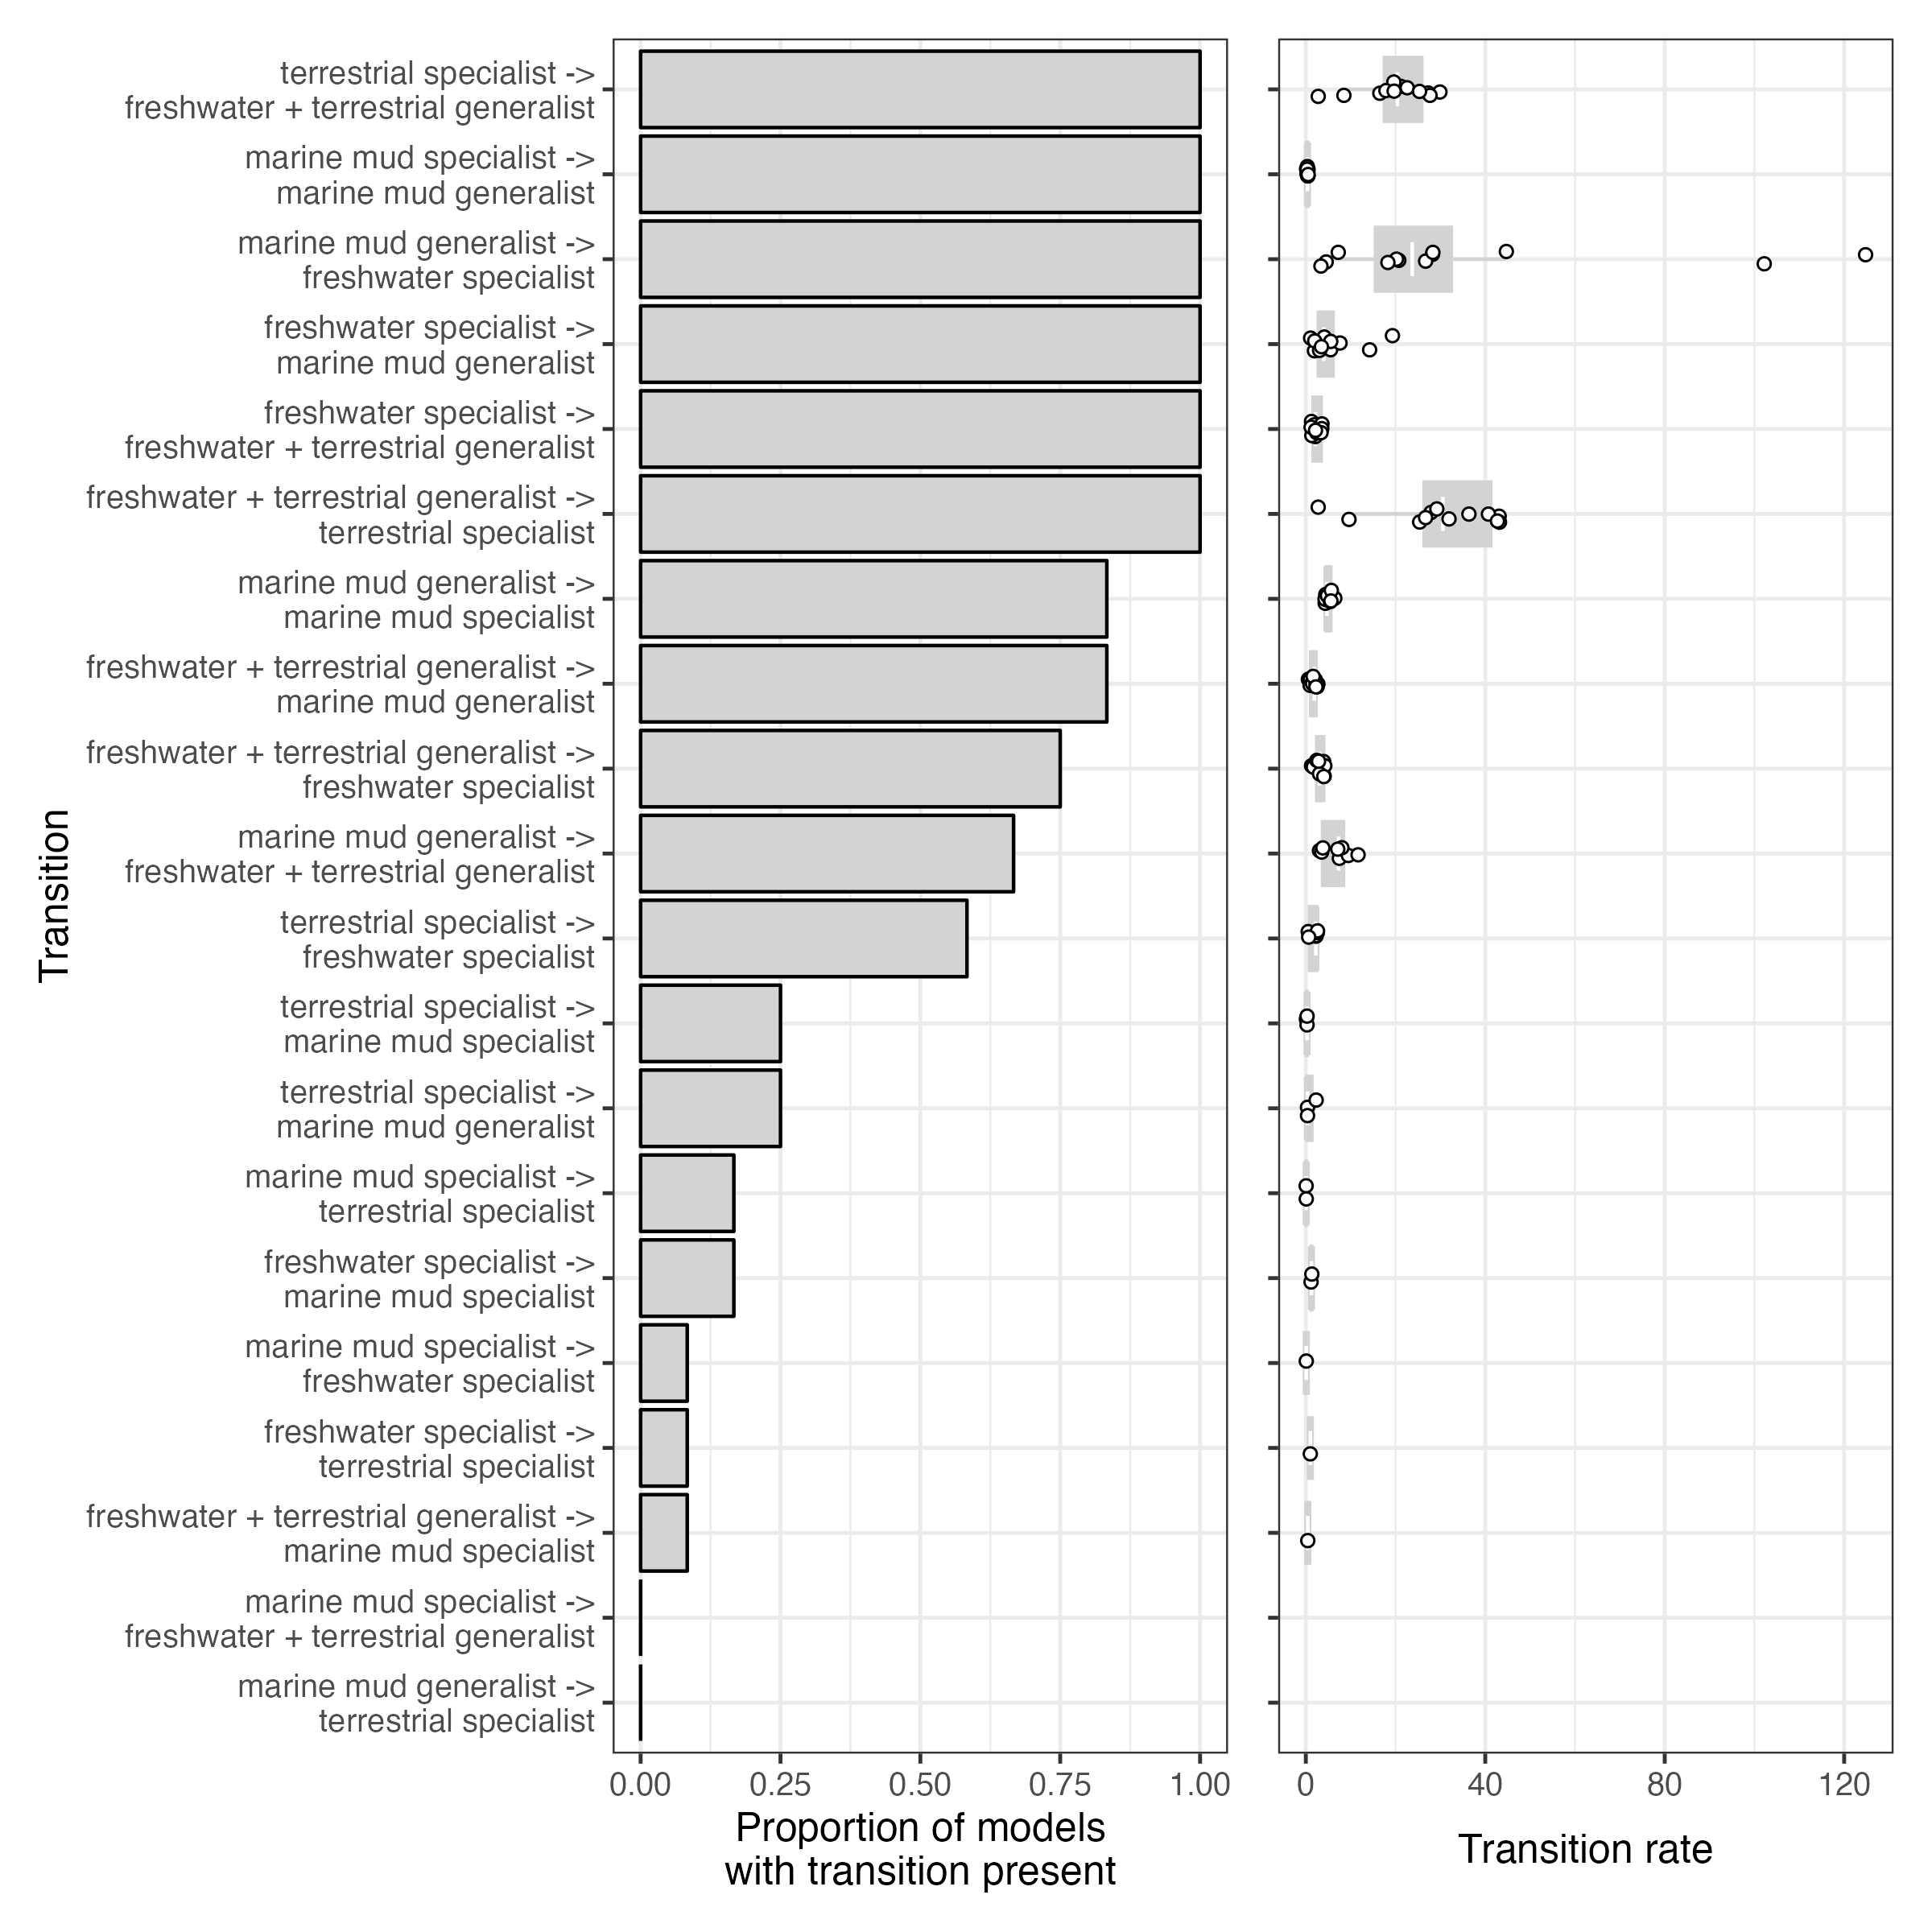 terrestrial specialist ->
freshwater + terrestrial generalist
marine mud specialist ->
marine mud generalist
marine mud generalist ->
freshwater specialist
freshwater specialist ->
marine mud generalist
freshwater specialist ->
freshwater + terrestrial generalist
freshwater + terrestrial generalist ->
terrestrial specialist
marine mud generalist ->
marine mud specialist
freshwater + terrestrial generalist ->
marine mud generalist
freshwater + terrestrial generalist ->
freshwater specialist
marine mud generalist ->
freshwater + terrestrial generalist
terrestrial specialist ->
freshwater specialist
terrestrial specialist ->
marine mud specialist
terrestrial specialist ->
marine mud generalist
marine mud specialist ->
terrestrial specialist
freshwater specialist ->
marine mud specialist
marine mud specialist ->
freshwater specialist
freshwater specialist ->
terrestrial specialist
freshwater + terrestrial generalist ->
marine mud specialist
marine mud specialist ->
freshwater + terrestrial generalist
marine mud generalist ->
terrestrial specialist
Transition
0.00 0.25 0.50 0.75 1.00
Proportion of models
with transition present
0 40 80 120
Transition rate